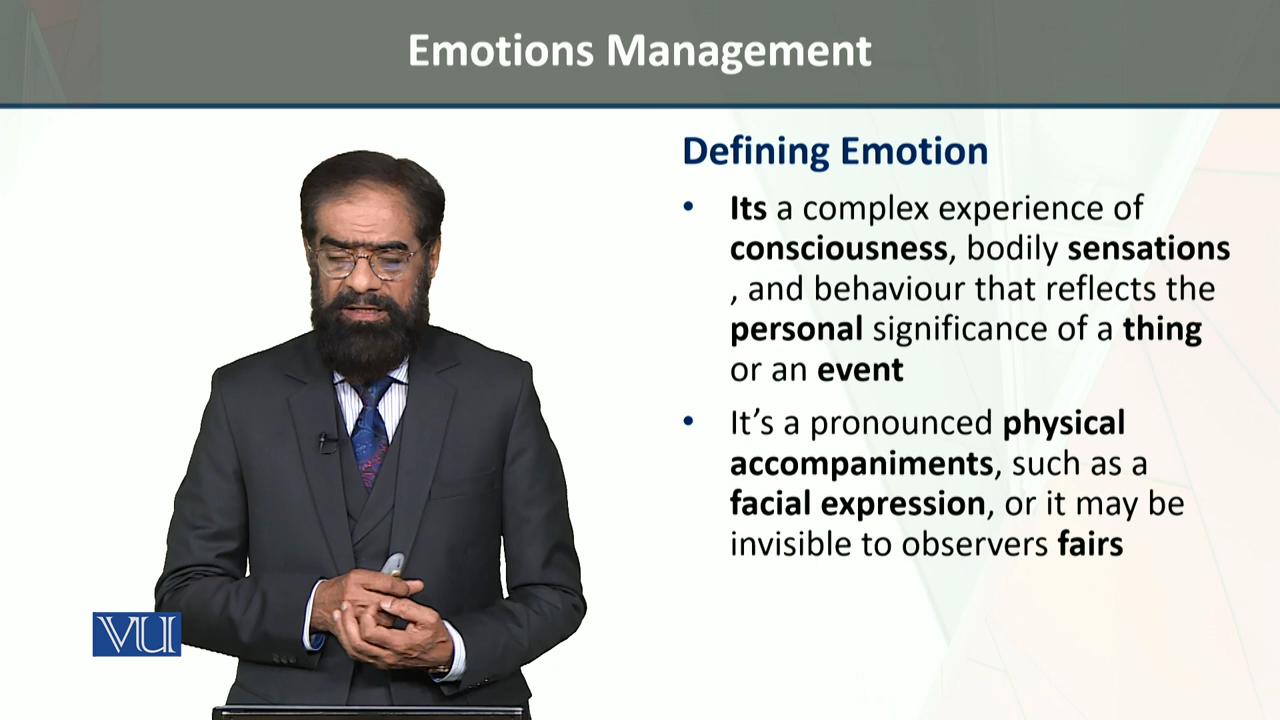 Emotions Management
Defining Emotion
• Its a complex experience of
consciousness, bodily sensations
, and behaviour that reflects the
personal significance of a thing
or an event
• It’s a pronounced physical
accompaniments, such as a
facial expression, or it may be
invisible to observers fairs
VU